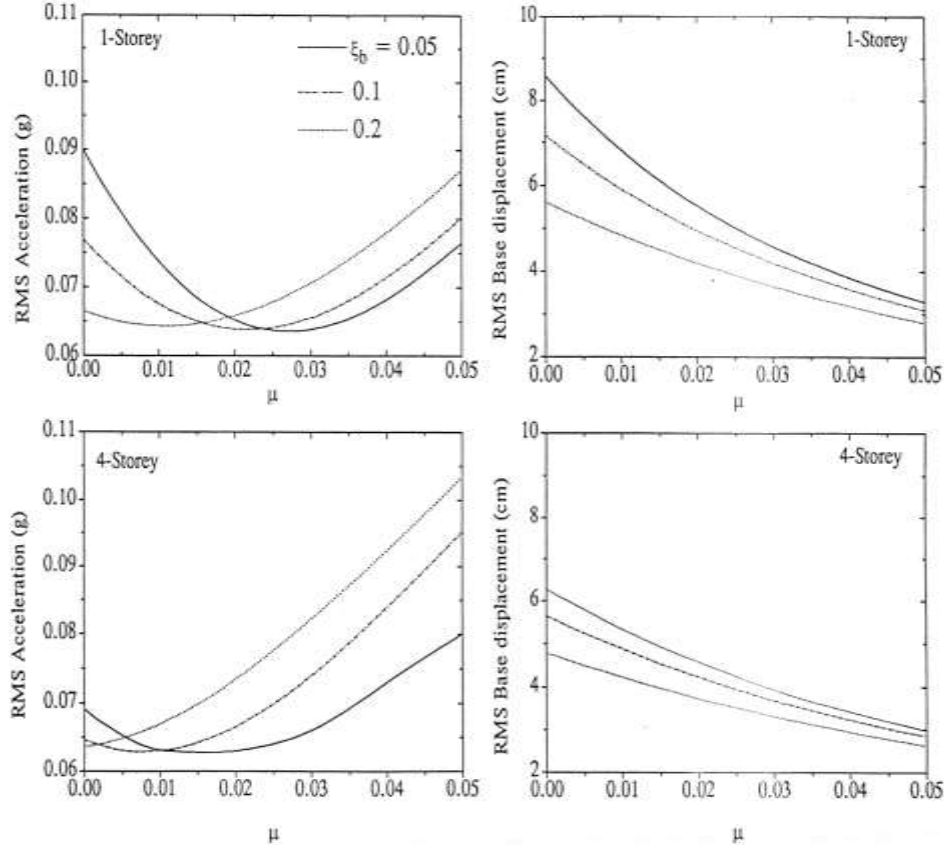 1-Storey
ξb = 0.05
0.1
0.2
RMS Acceleration (g)
0.11
0.10
0.09
0.08
0.07
0.06
0.00 0.01 0.02 0.03 0.04 0.05
μ
1-Storey
RMS Base displacement (cm)
10
8
6
4
2
0.00 0.01 0.02 0.03 0.04 0.05
μ
4-Storey
RMS Acceleration (g)
0.11
0.10
0.09
0.08
0.07
0.06
0.00 0.01 0.02 0.03 0.04 0.05
μ
4-Storey
RMS Base displacement (cm)
10
8
6
4
2
0.00 0.01 0.02 0.03 0.04 0.05
μ